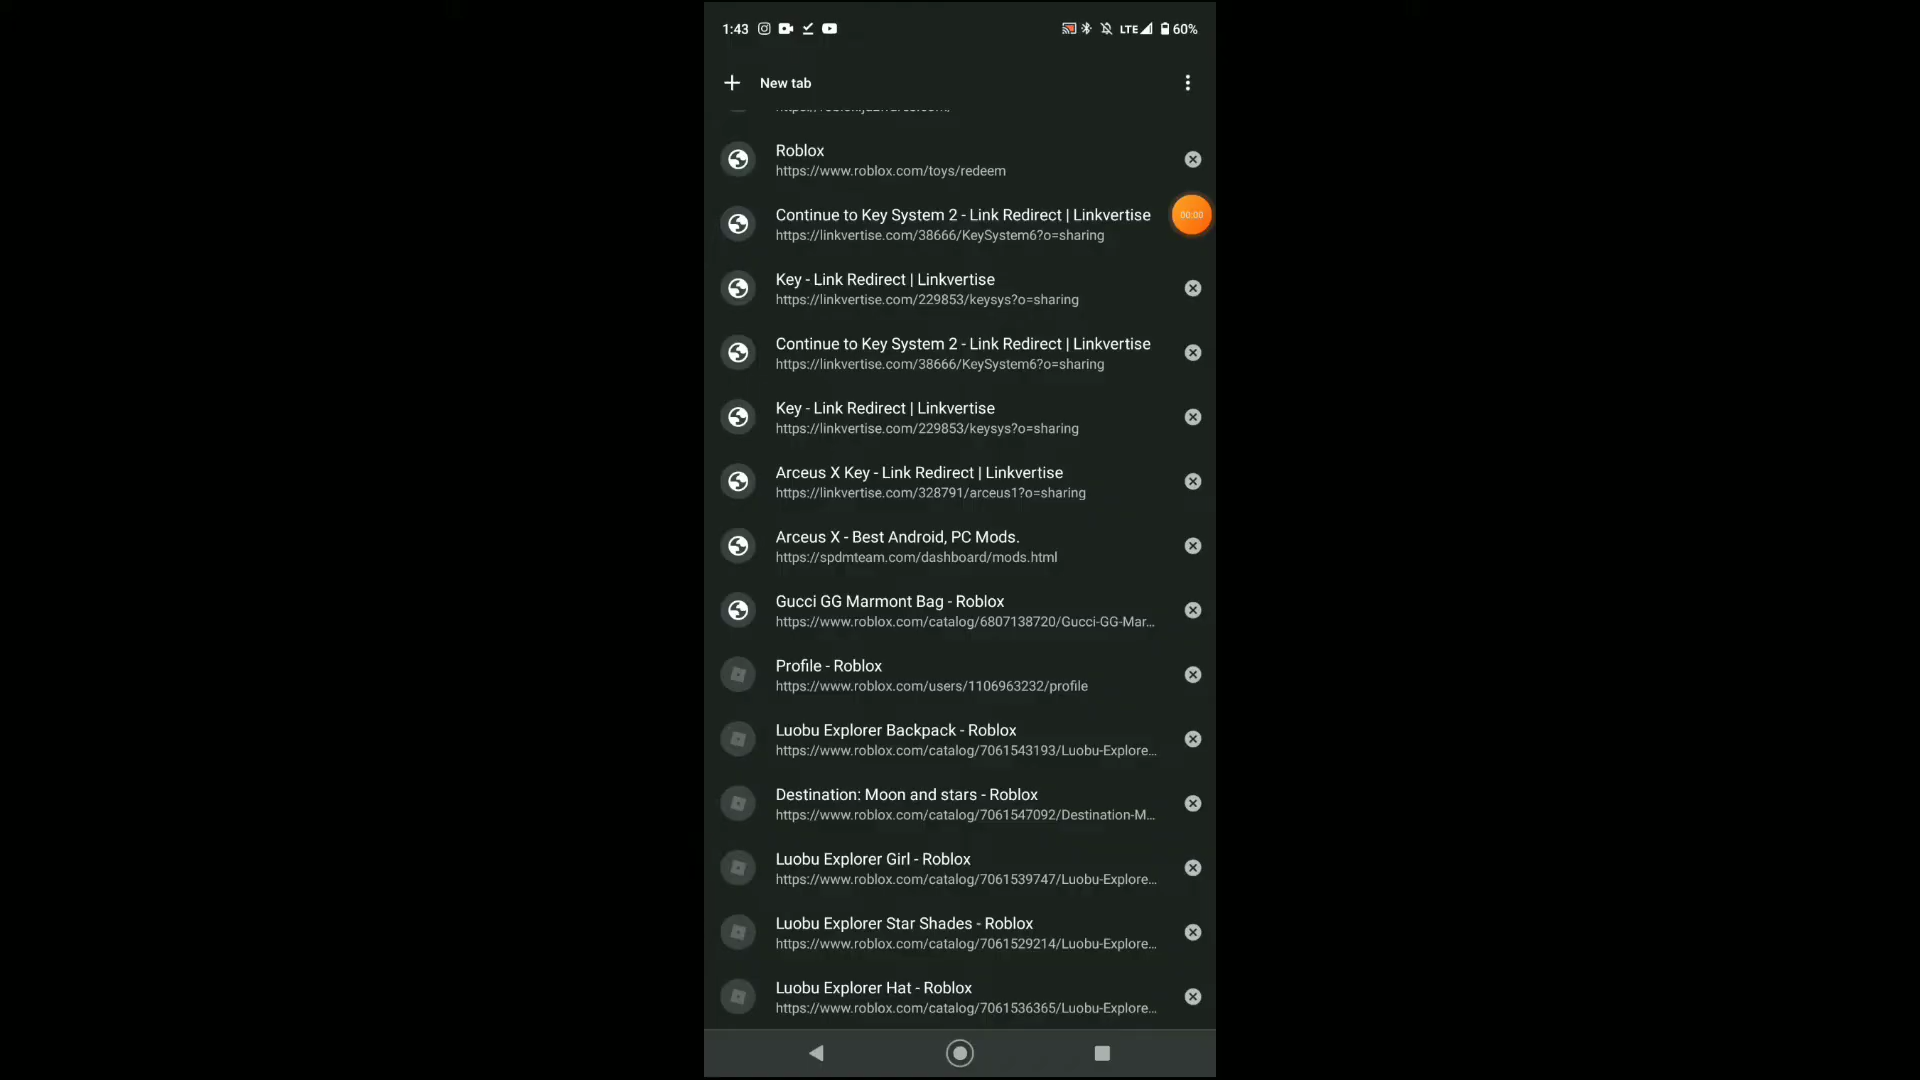 1:43
LTE 60%
New tab
Roblox
https://www.roblox.com/toys/redeem
Continue to Key System 2 - Link Redirect | Linkvertise
00:00
https://linkvertise.com/38666/KeySystem6?o=sharing
Key - Link Redirect | Linkvertise
https://linkvertise.com/229853/keysys?o=sharing
Continue to Key System 2 - Link Redirect | Linkvertise
https://linkvertise.com/38666/KeySystem6?o=sharing
Key - Link Redirect | Linkvertise
https://linkvertise.com/229853/keysys?o=sharing
Arceus X Key - Link Redirect | Linkvertise
https://linkvertise.com/328791/arceus1?o=sharing
Arceus X - Best Android, PC Mods.
https://spdmteam.com/dashboard/mods.html
Gucci GG Marmont Bag - Roblox
https://www.roblox.com/catalog/6807138720/Gucci-GG-Mar...
Profile - Roblox
https://www.roblox.com/users/1106963232/profile
Luobu Explorer Backpack - Roblox
https://www.roblox.com/catalog/7061543193/Luobu-Explore...
Destination: Moon and stars - Roblox
https://www.roblox.com/catalog/7061547092/Destination-M...
Luobu Explorer Girl - Roblox
https://www.roblox.com/catalog/7061539747/Luobu-Explore...
Luobu Explorer Star Shades - Roblox
https://www.roblox.com/catalog/7061529214/Luobu-Explore...
Luobu Explorer Hat - Roblox
https://www.roblox.com/catalog/7061536365/Luobu-Explore...